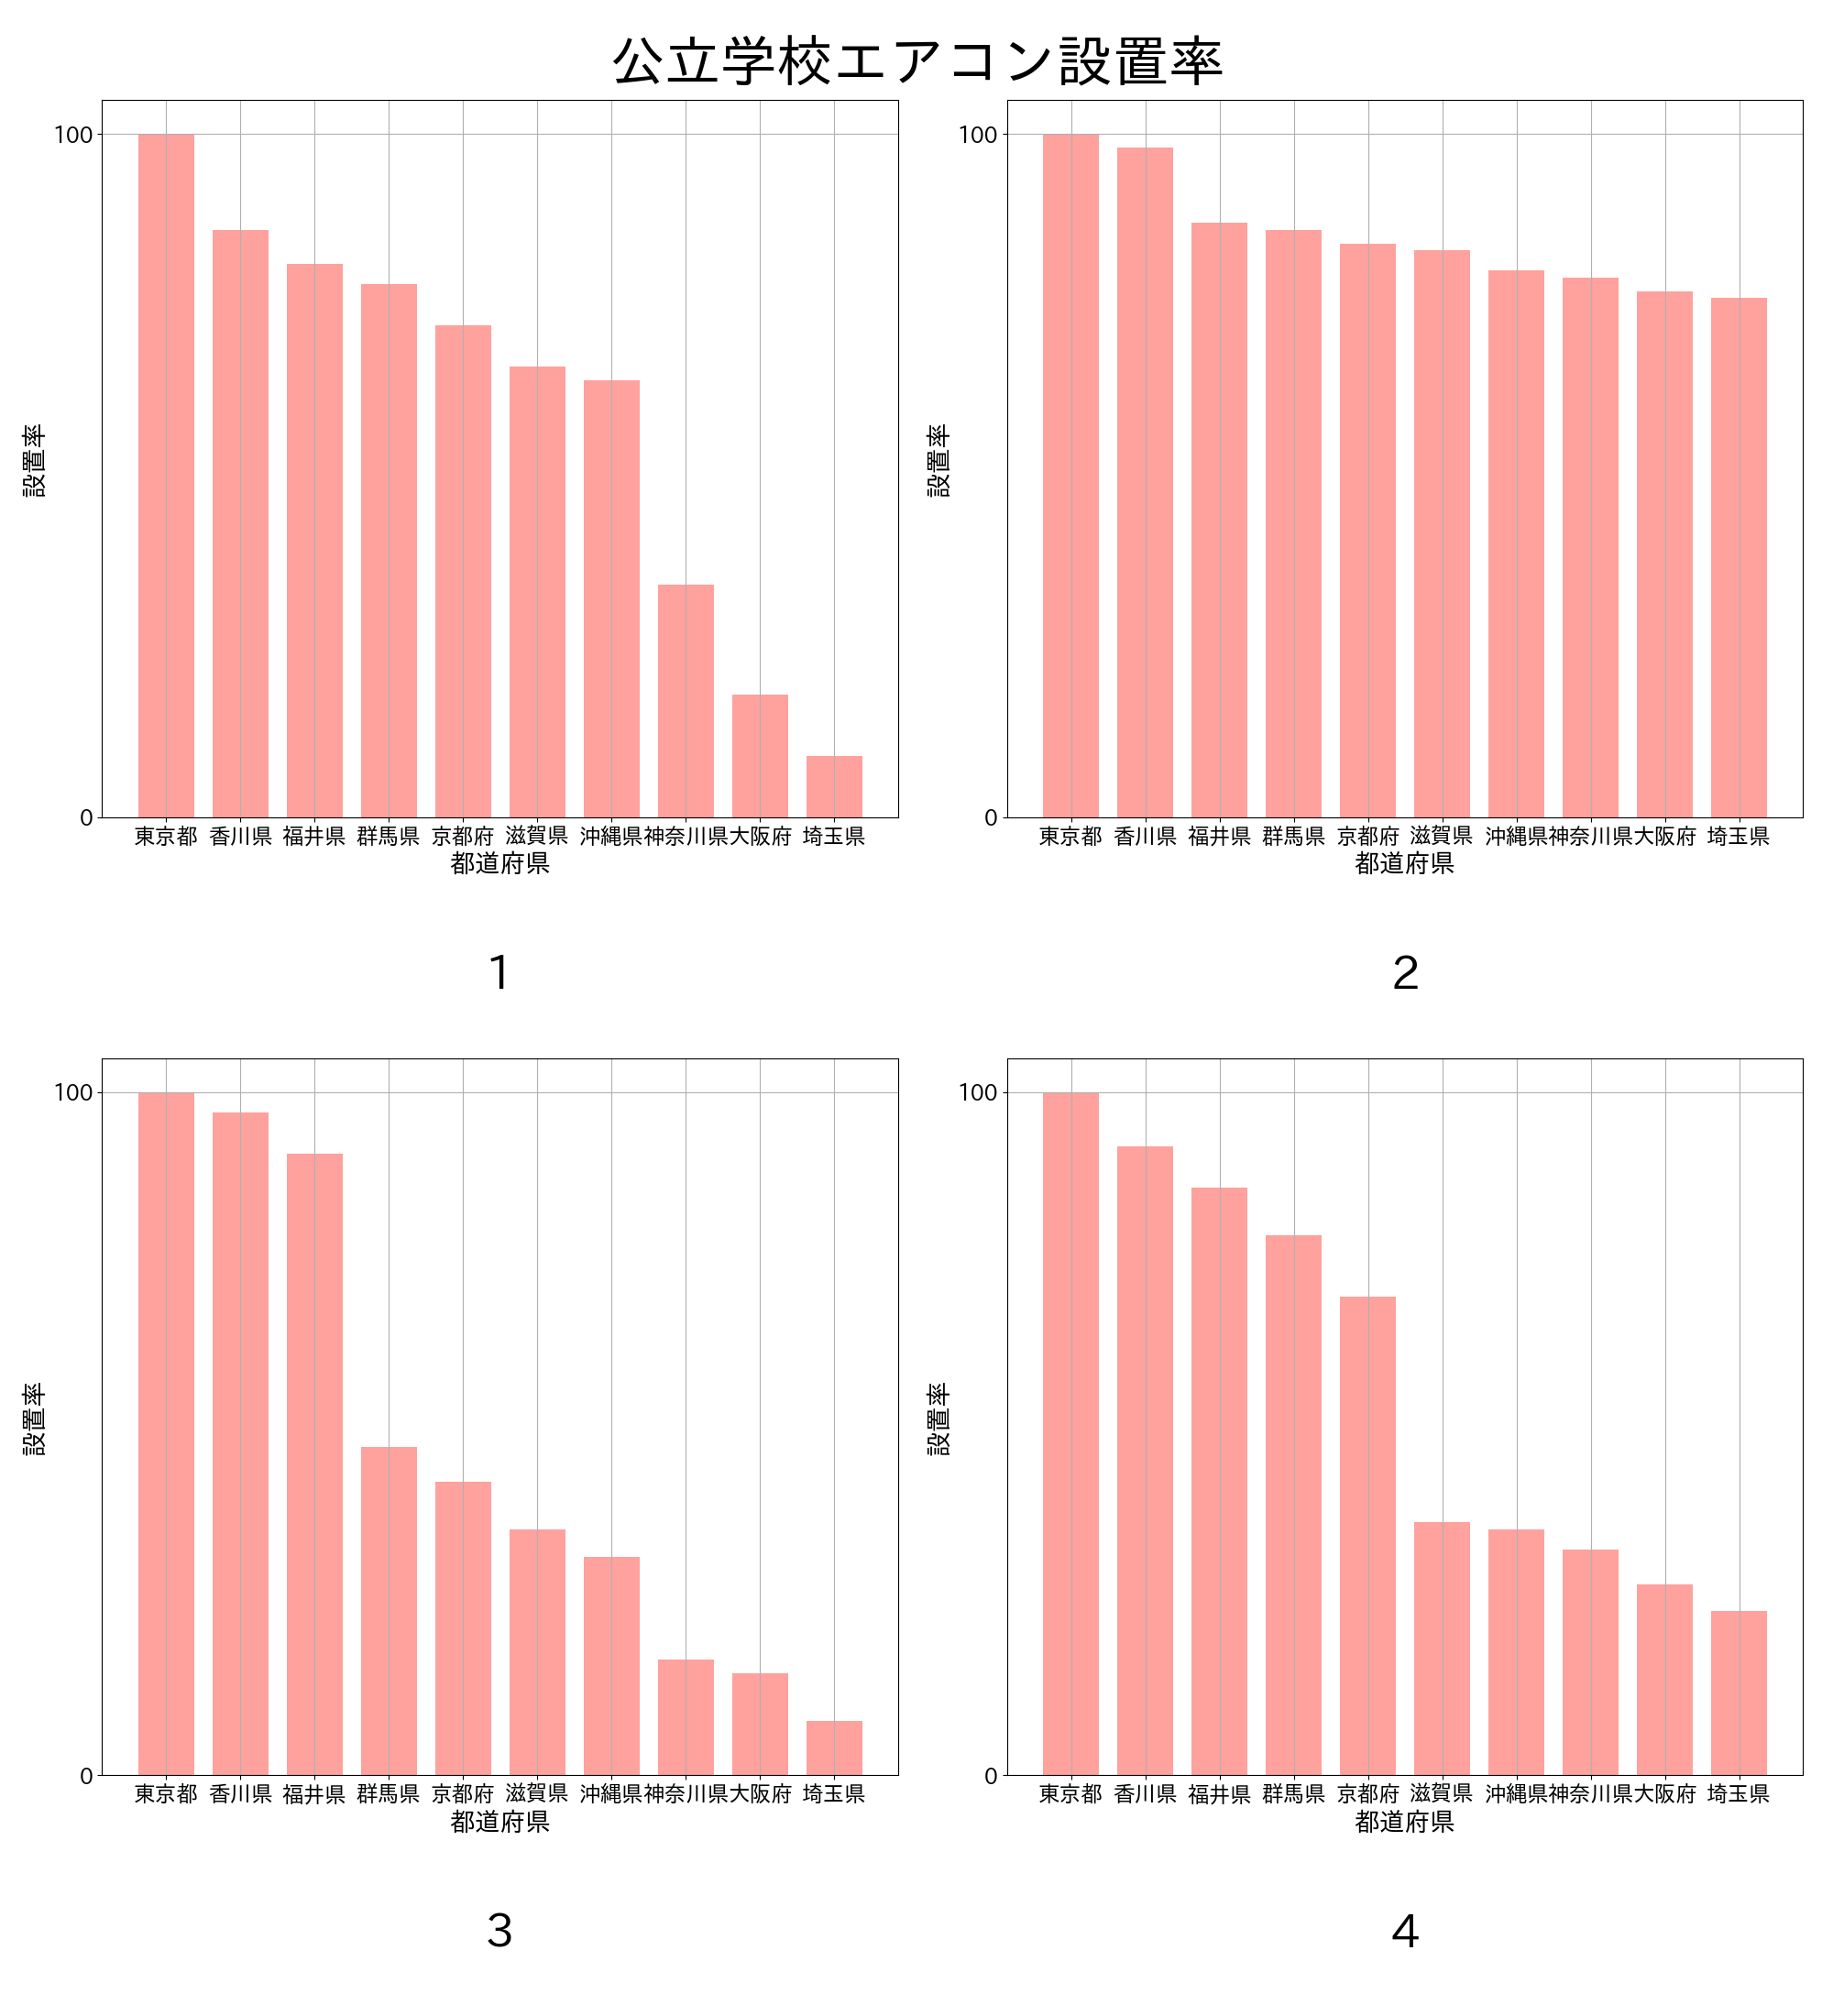 公立学校エアコン設置率
100
0
設置率
東京都 香川県 福井県 群馬県 京都府 滋賀県 沖縄県 神奈川県 大阪府 埼玉県
都道府県
1
100
0
設置率
東京都 香川県 福井県 群馬県 京都府 滋賀県 沖縄県 神奈川県 大阪府 埼玉県
都道府県
2
100
0
設置率
東京都 香川県 福井県 群馬県 京都府 滋賀県 沖縄県 神奈川県 大阪府 埼玉県
都道府県
3
100
0
設置率
東京都 香川県 福井県 群馬県 京都府 滋賀県 沖縄県 神奈川県 大阪府 埼玉県
都道府県
4